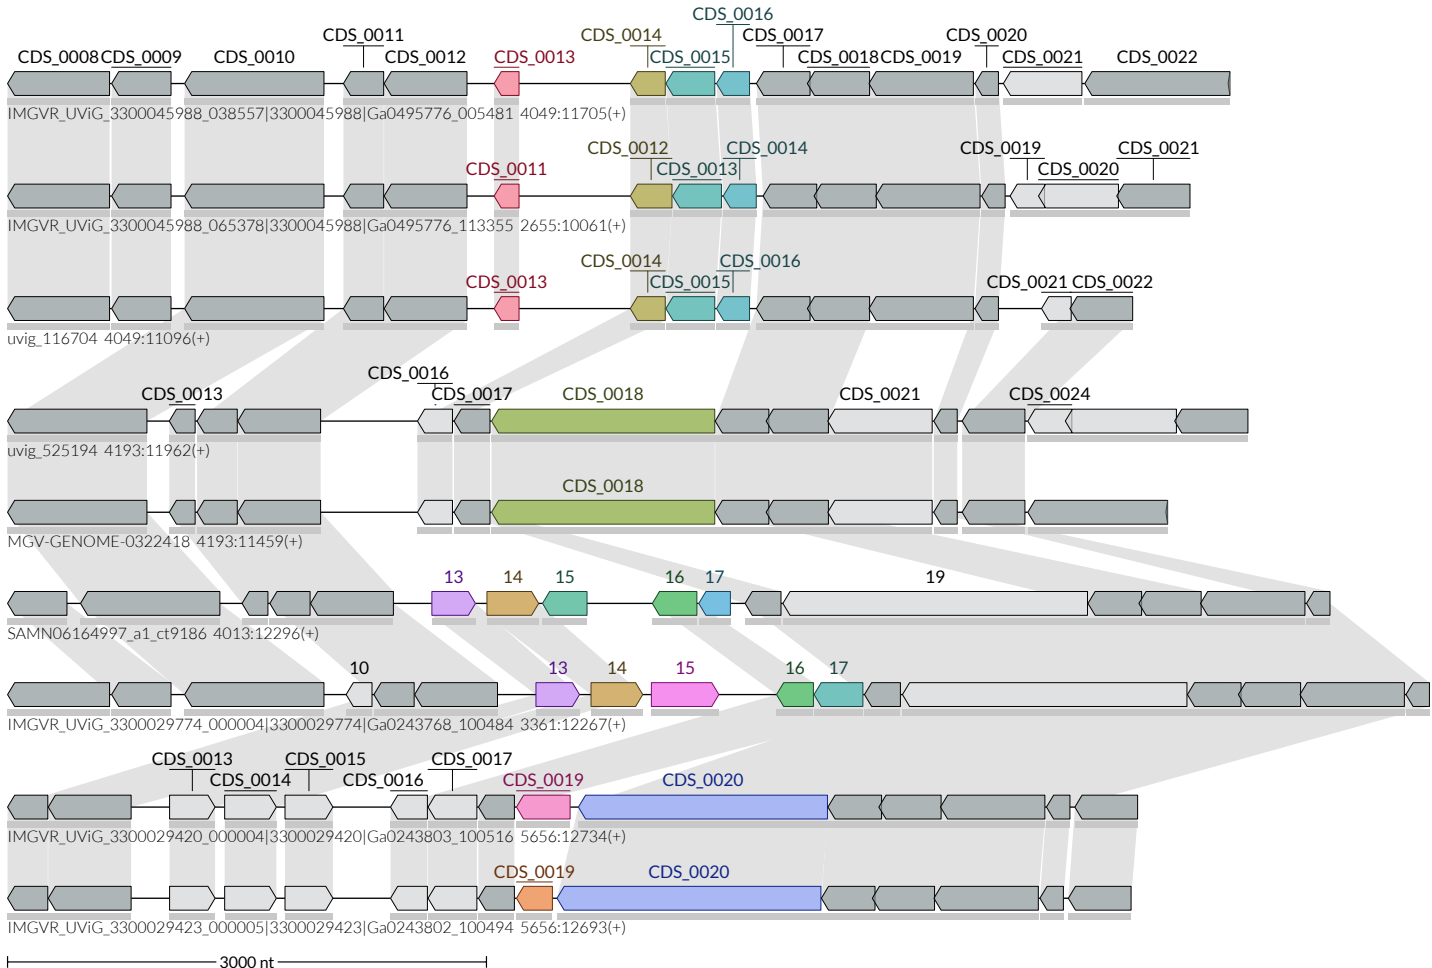 CDS_0016
CDS_0011 CDS_0014 CDS_0017 CDS_0020
CDS_0008 CDS_0009 CDS_0010 CDS_0012 CDS_0013 CDS_0015 CDS_0018 CDS_0019 CDS_0021 CDS_0022
IMGVR_UViG_3300045988_038557|3300045988|Ga0495776_005481 4049:11705(+)
CDS_0012 CDS_0014 CDS_0019 CDS_0021
CDS_0011 CDS_0013 CDS_0020
IMGVR_UViG_3300045988_065378|3300045988|Ga0495776_113355 2655:10061(+)
CDS_0014 CDS_0016
CDS_0013 CDS_0015 CDS_0021 CDS_0022
uvig_116704 4049:11096(+)
CDS_0016
CDS_0013 CDS_0017 CDS_0018 CDS_0021 CDS_0024
uvig_525194 4193:11962(+)
CDS_0018
MGV-GENOME-0322418 4193:11459(+)
13 14 15 16 17 19
SAMN06164997_a1_ct9186 4013:12296(+)
10 13 14 15 16 17
IMGVR_UViG_3300029774_000004|3300029774|Ga0243768_100484 3361:12267(+)
CDS_0013 CDS_0015 CDS_0017
CDS_0014 CDS_0016 CDS_0019 CDS_0020
IMGVR_UViG_3300029420_000004|3300029420|Ga0243803_100516 5656:12734(+)
CDS_0019 CDS_0020
IMGVR_UViG_3300029423_000005|3300029423|Ga0243802_100494 5656:12693(+)
3000 nt